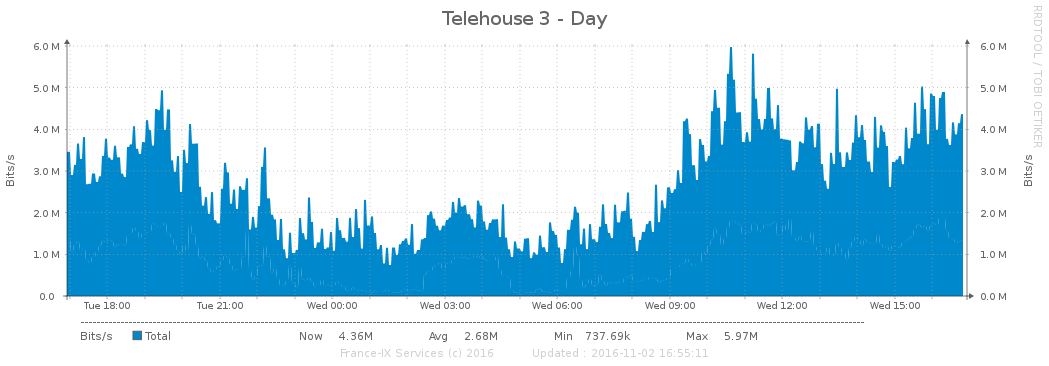 Telehouse 3 - Day
RRDTOOL / TOBI OETIKER
6.0 M 6.0 M
5.0 M 5.0 M
4.0 M 4.0 M
3.0 M 3.0 M
2.0 M 2.0 M
1.0 M 1.0 M
0.0 0.0 M
Bits/s
Bits/s
Tue 18:00 Tue 21:00 Wed 00:00 Wed 03:00 Wed 06:00 Wed 09:00 Wed 12:00 Wed 15:00
Bits/s Total Now 4.36M Avg 2.68M Min 737.69k Max 5.97M
France-IX Services (c) 2016 Updated : 2016-11-02 16:55:11